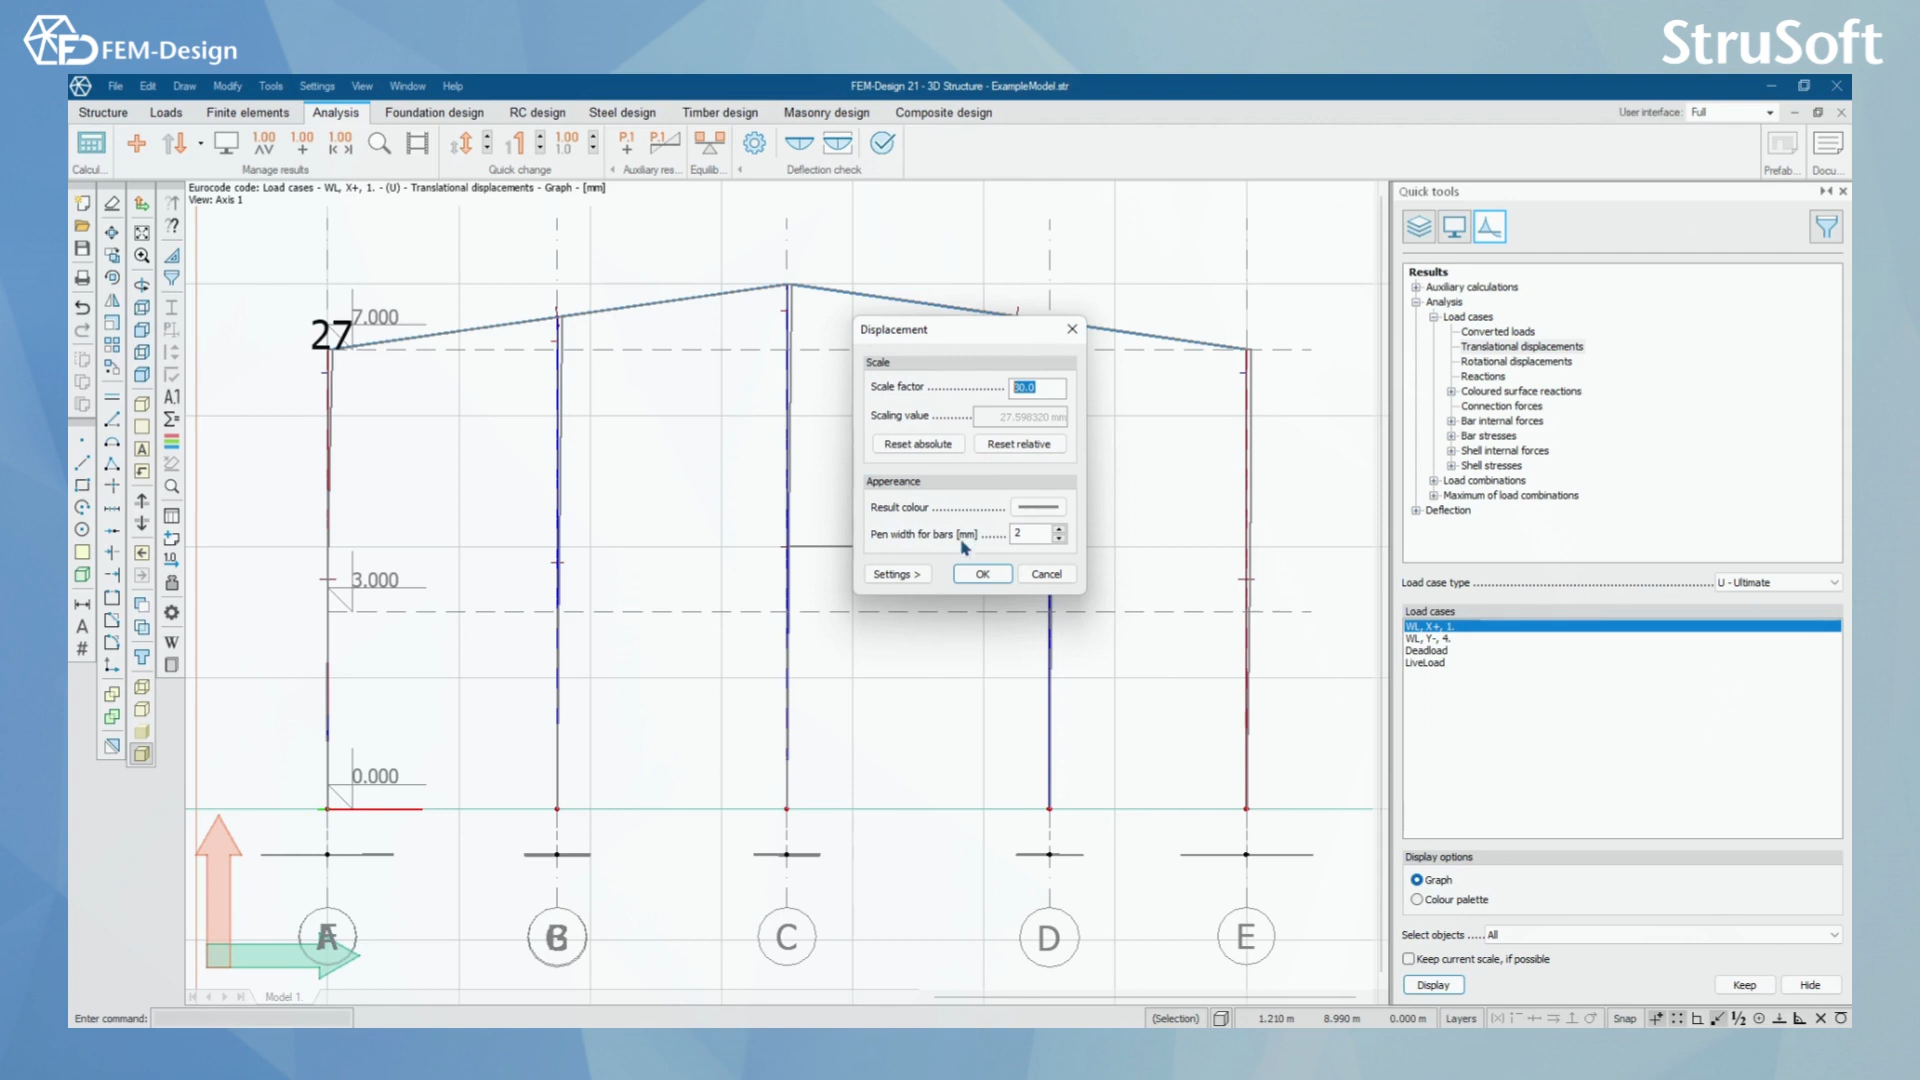 FEM-Design
StruSoft
File Edit Draw Modify Tools Settings View Window Help
FEM-Design 21 - 3D Structure - ExampleModel.str
Structure Loads Finite elements Analysis Foundation design RC design Steel design Timber design Masonry design Composite design
User interface: Full
Calcul... Manage results Quick change Auxiliary res... Equilib... Deflection check Prefab... Docu...
Eurocode code: Load cases - WL, X+, 1. - (U) - Translational displacements - Graph - [mm]
View: Axis 1
27
7.000
3.000
0.000
A B C D E
Displacement
Scale
Scale factor 30.0
Scaling value 27.598320 mm
Reset absolute Reset relative
Appereance
Result colour
Pen width for bars [mm] 2
Settings > OK Cancel
Quick tools
Results
Auxiliary calculations
Analysis
Load cases
Converted loads
Translational displacements
Rotational displacements
Reactions
Coloured surface reactions
Connection forces
Bar internal forces
Bar stresses
Shell internal forces
Shell stresses
Load combinations
Maximum of load combinations
Deflection
Load case type U - Ultimate
Load cases
WL, X+, 1.
WL, Y-, 4.
Deadload
LiveLoad
Display options
Graph
Colour palette
Select objects ..... All
Keep current scale, if possible
Display Keep Hide
Model 1.
Enter command:
(Selection) 1.210 m 8.990 m 0.000 m Layers Snap